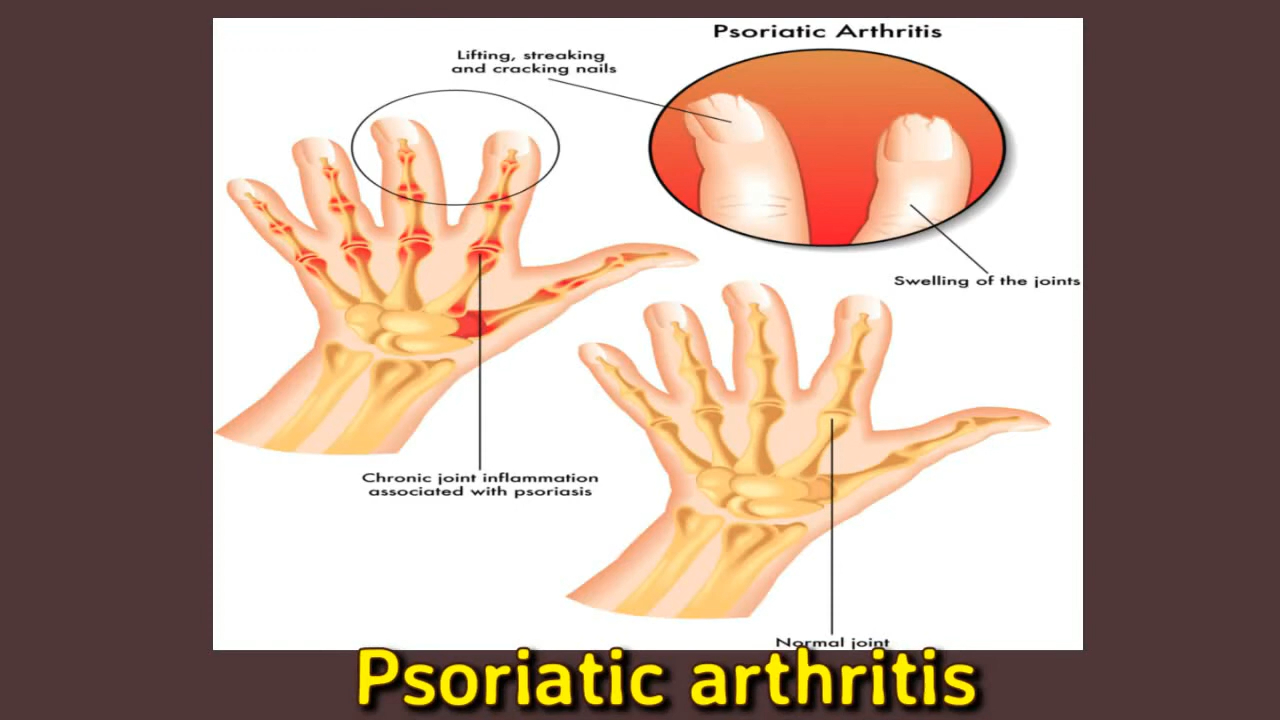 Psoriatic Arthritis
Lifting, streaking
and cracking nails
Swelling of the joints
Chronic joint inflammation
associated with psoriasis
Normal joint
Psoriatic arthritis